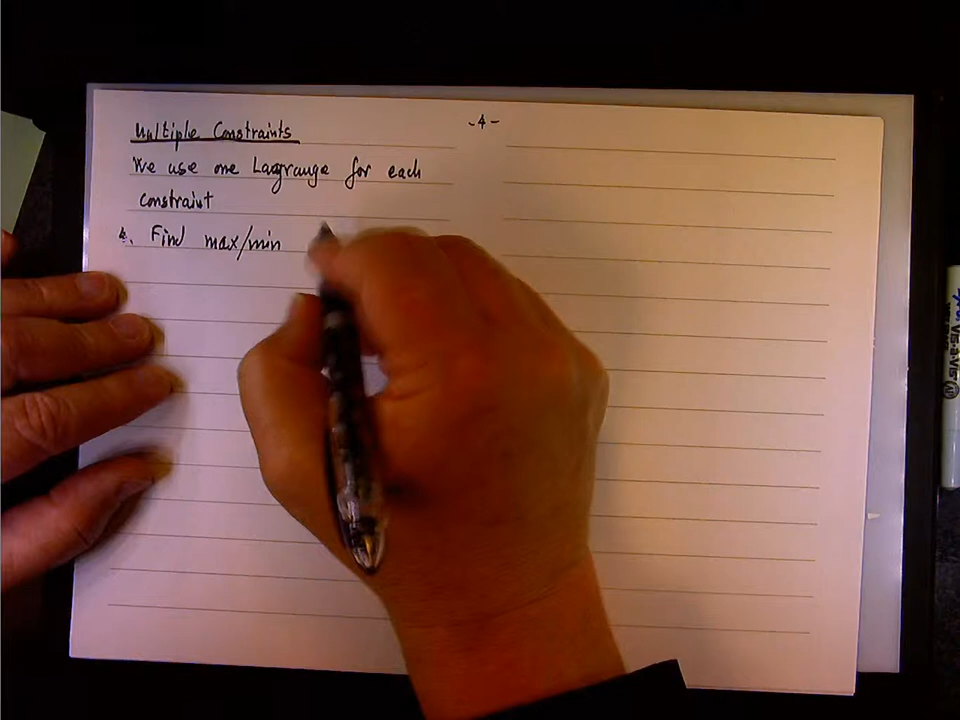 Multiple Constraints
-4-
We use one Lagrange for each
constraint
4. Find max/min